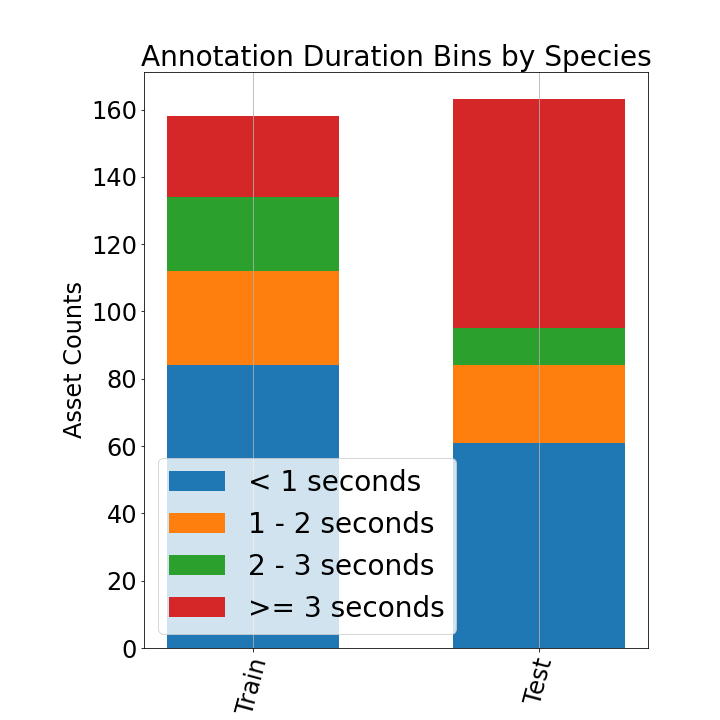 Annotation Duration Bins by Species
160
140
120
100
80
60
40
20
0
Asset Counts
< 1 seconds
1 - 2 seconds
2 - 3 seconds
>= 3 seconds
Train
Test